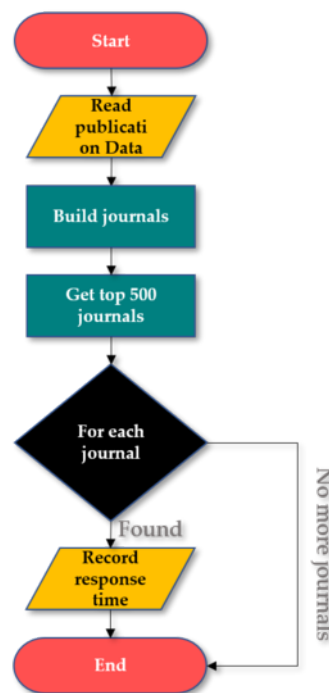 Start
Read
publicati
on Data
Build journals
Get top 500
journals
For each
journal
Found
No more journals
Record
response
time
End